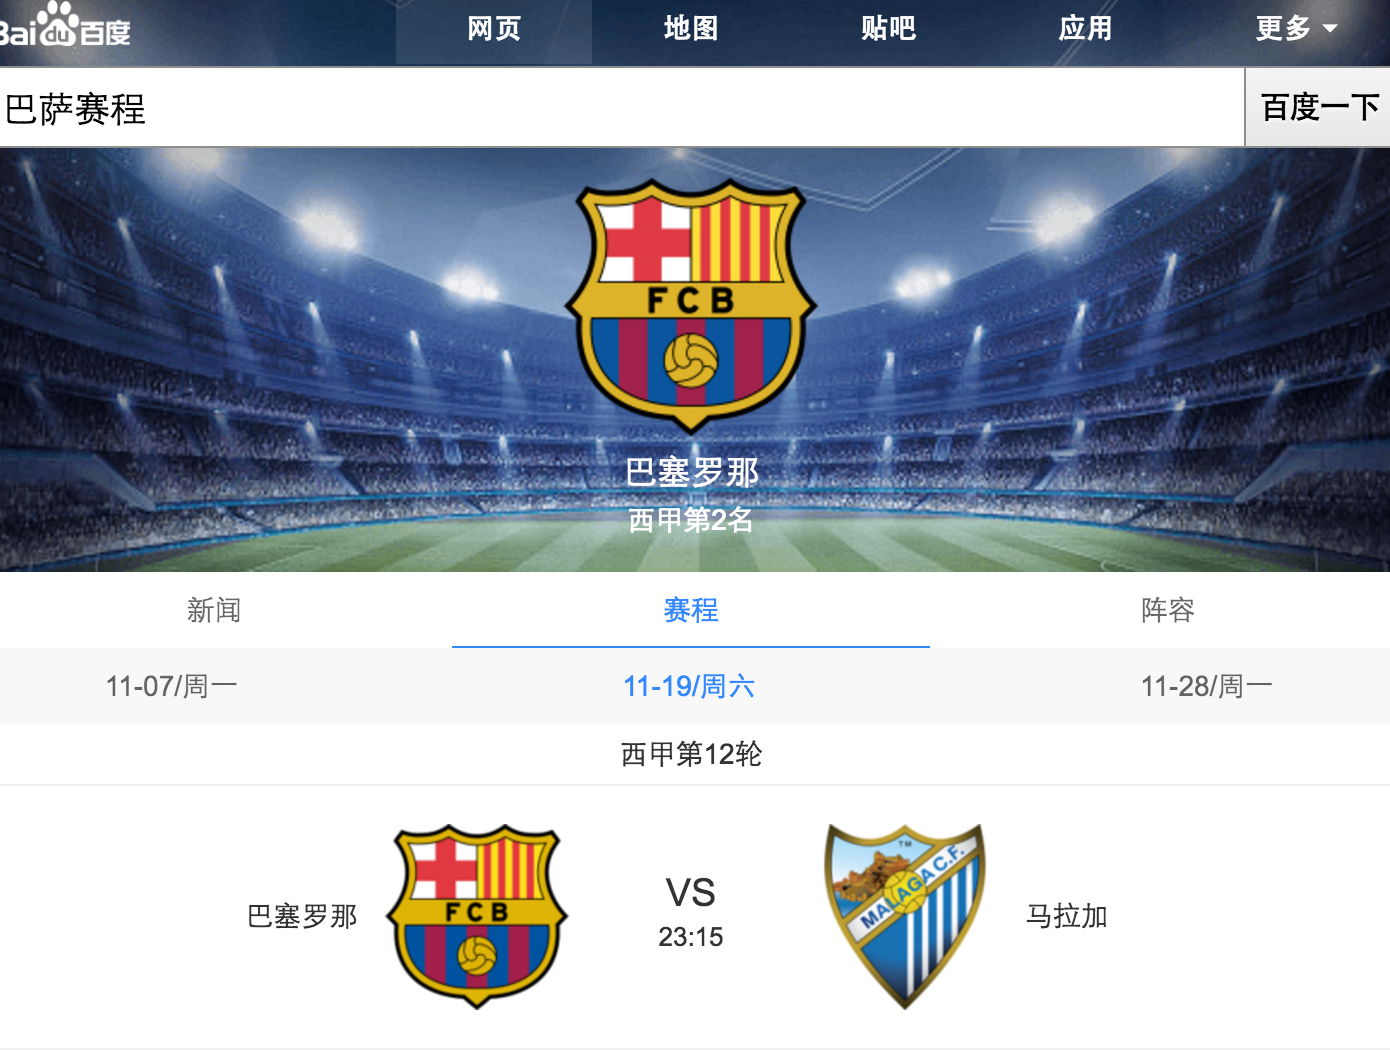 Bai du 百度
网页 地图 贴吧 应用 更多
巴萨赛程 百度一下
FCB
巴塞罗那
西甲第2名
新闻 赛程 阵容
11-07/周一 11-19/周六 11-28/周一
西甲第12轮
巴塞罗那 FCB VS 23:15 TM MALAGA C.F. 马拉加